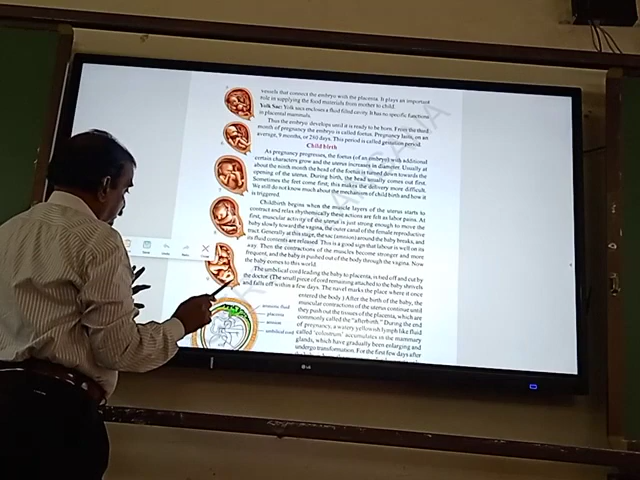 vessels that connect the embryo with the placenta. It plays an important
role in supplying the food materials from mother to child.
Yolk Sac: Yolk sacs encloses a fluid filled cavity. It has no specific functions
in placental mammals.
Thus the embryo develops until it is ready to be born. From the third
month of pregnancy the embryo is called foetus. Pregnancy lasts, on an
average, 9 months, or 280 days. This period is called gestation period.
Child birth
As pregnancy progresses, the foetus (of an embryo) with additional
certain characters grow and the uterus increases in diameter. Usually at
about the ninth month the head of the foetus is turned down towards the
opening of the uterus. During birth, the head usually comes out first.
Sometimes the feet come first; this makes the delivery more difficult.
We still do not know much about the mechanism of child birth and how it
is triggered.
Childbirth begins when the muscle layers of the uterus starts to
contract and relax rhythmically these actions are felt as labor pains. At
first, muscular activity of the uterus is just strong enough to move the
baby slowly toward the vagina, the outer canal of the female reproductive
tract. Generally at this stage, the sac (amnion) around the baby breaks, and
its fluid contents are released. This is a good sign that labour is well on its
way. Then the contractions of the muscles become stronger and more
frequent, and the baby is pushed out of the body through the vagina. Now
the baby comes to this world.
The umbilical cord leading the baby to placenta, is tied off and cut by
the doctor (The small piece of cord remaining attached to the baby shrivels
and falls off within a few days. The navel marks the place where it once
entered the body.) After the birth of the baby, the
muscular contractions of the uterus continue until
they push out the tissues of the placenta, which are
commonly called the "afterbirth". During the end
of pregnancy, a watery yellowish lymph like fluid
called 'colostrum' accumulates in the mammary
glands, which have gradually been enlarging and
undergo transformation. For the first few days after
amniotic fluid
placenta
amnion
umbilical cord
Save
Redo
Close
LG